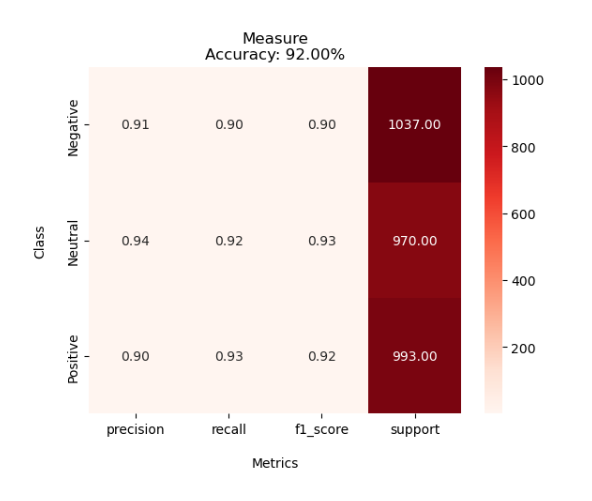 Measure
Accuracy: 92.00%
Negative 0.91 0.90 0.90 1037.00
Neutral 0.94 0.92 0.93 970.00
Positive 0.90 0.93 0.92 993.00
Class
precision recall f1_score support
Metrics
1000
800
600
400
200